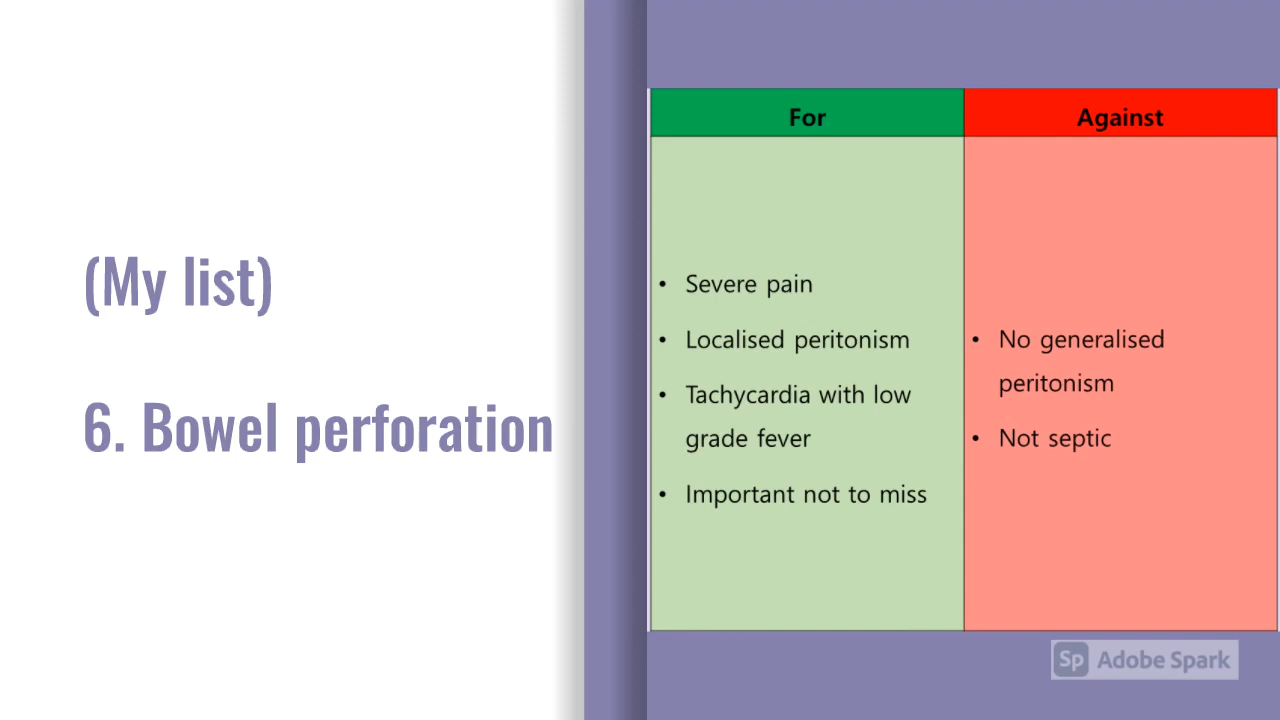 (My list)
6. Bowel perforation
For
• Severe pain
• Localised peritonism
• Tachycardia with low
grade fever
• Important not to miss
Against
• No generalised
peritonism
• Not septic
Sp Adobe Spark